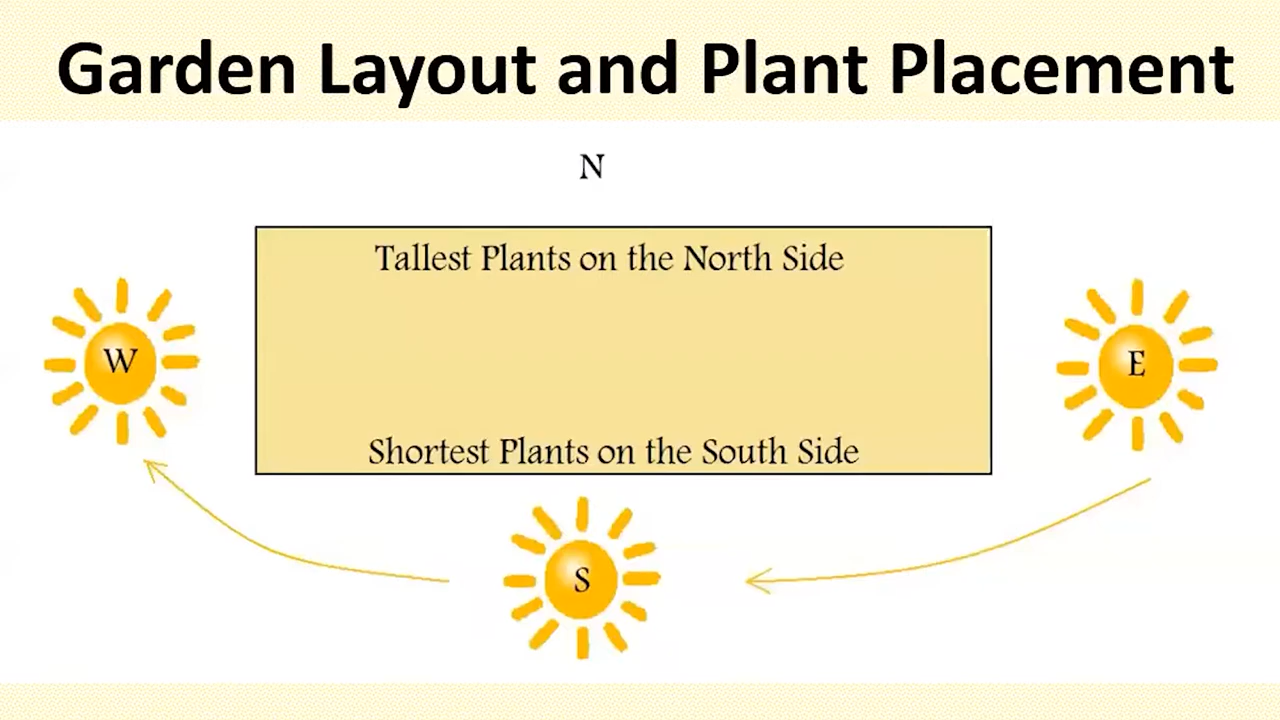 Garden Layout and Plant Placement
N
Tallest Plants on the North Side
W
E
Shortest Plants on the South Side
S